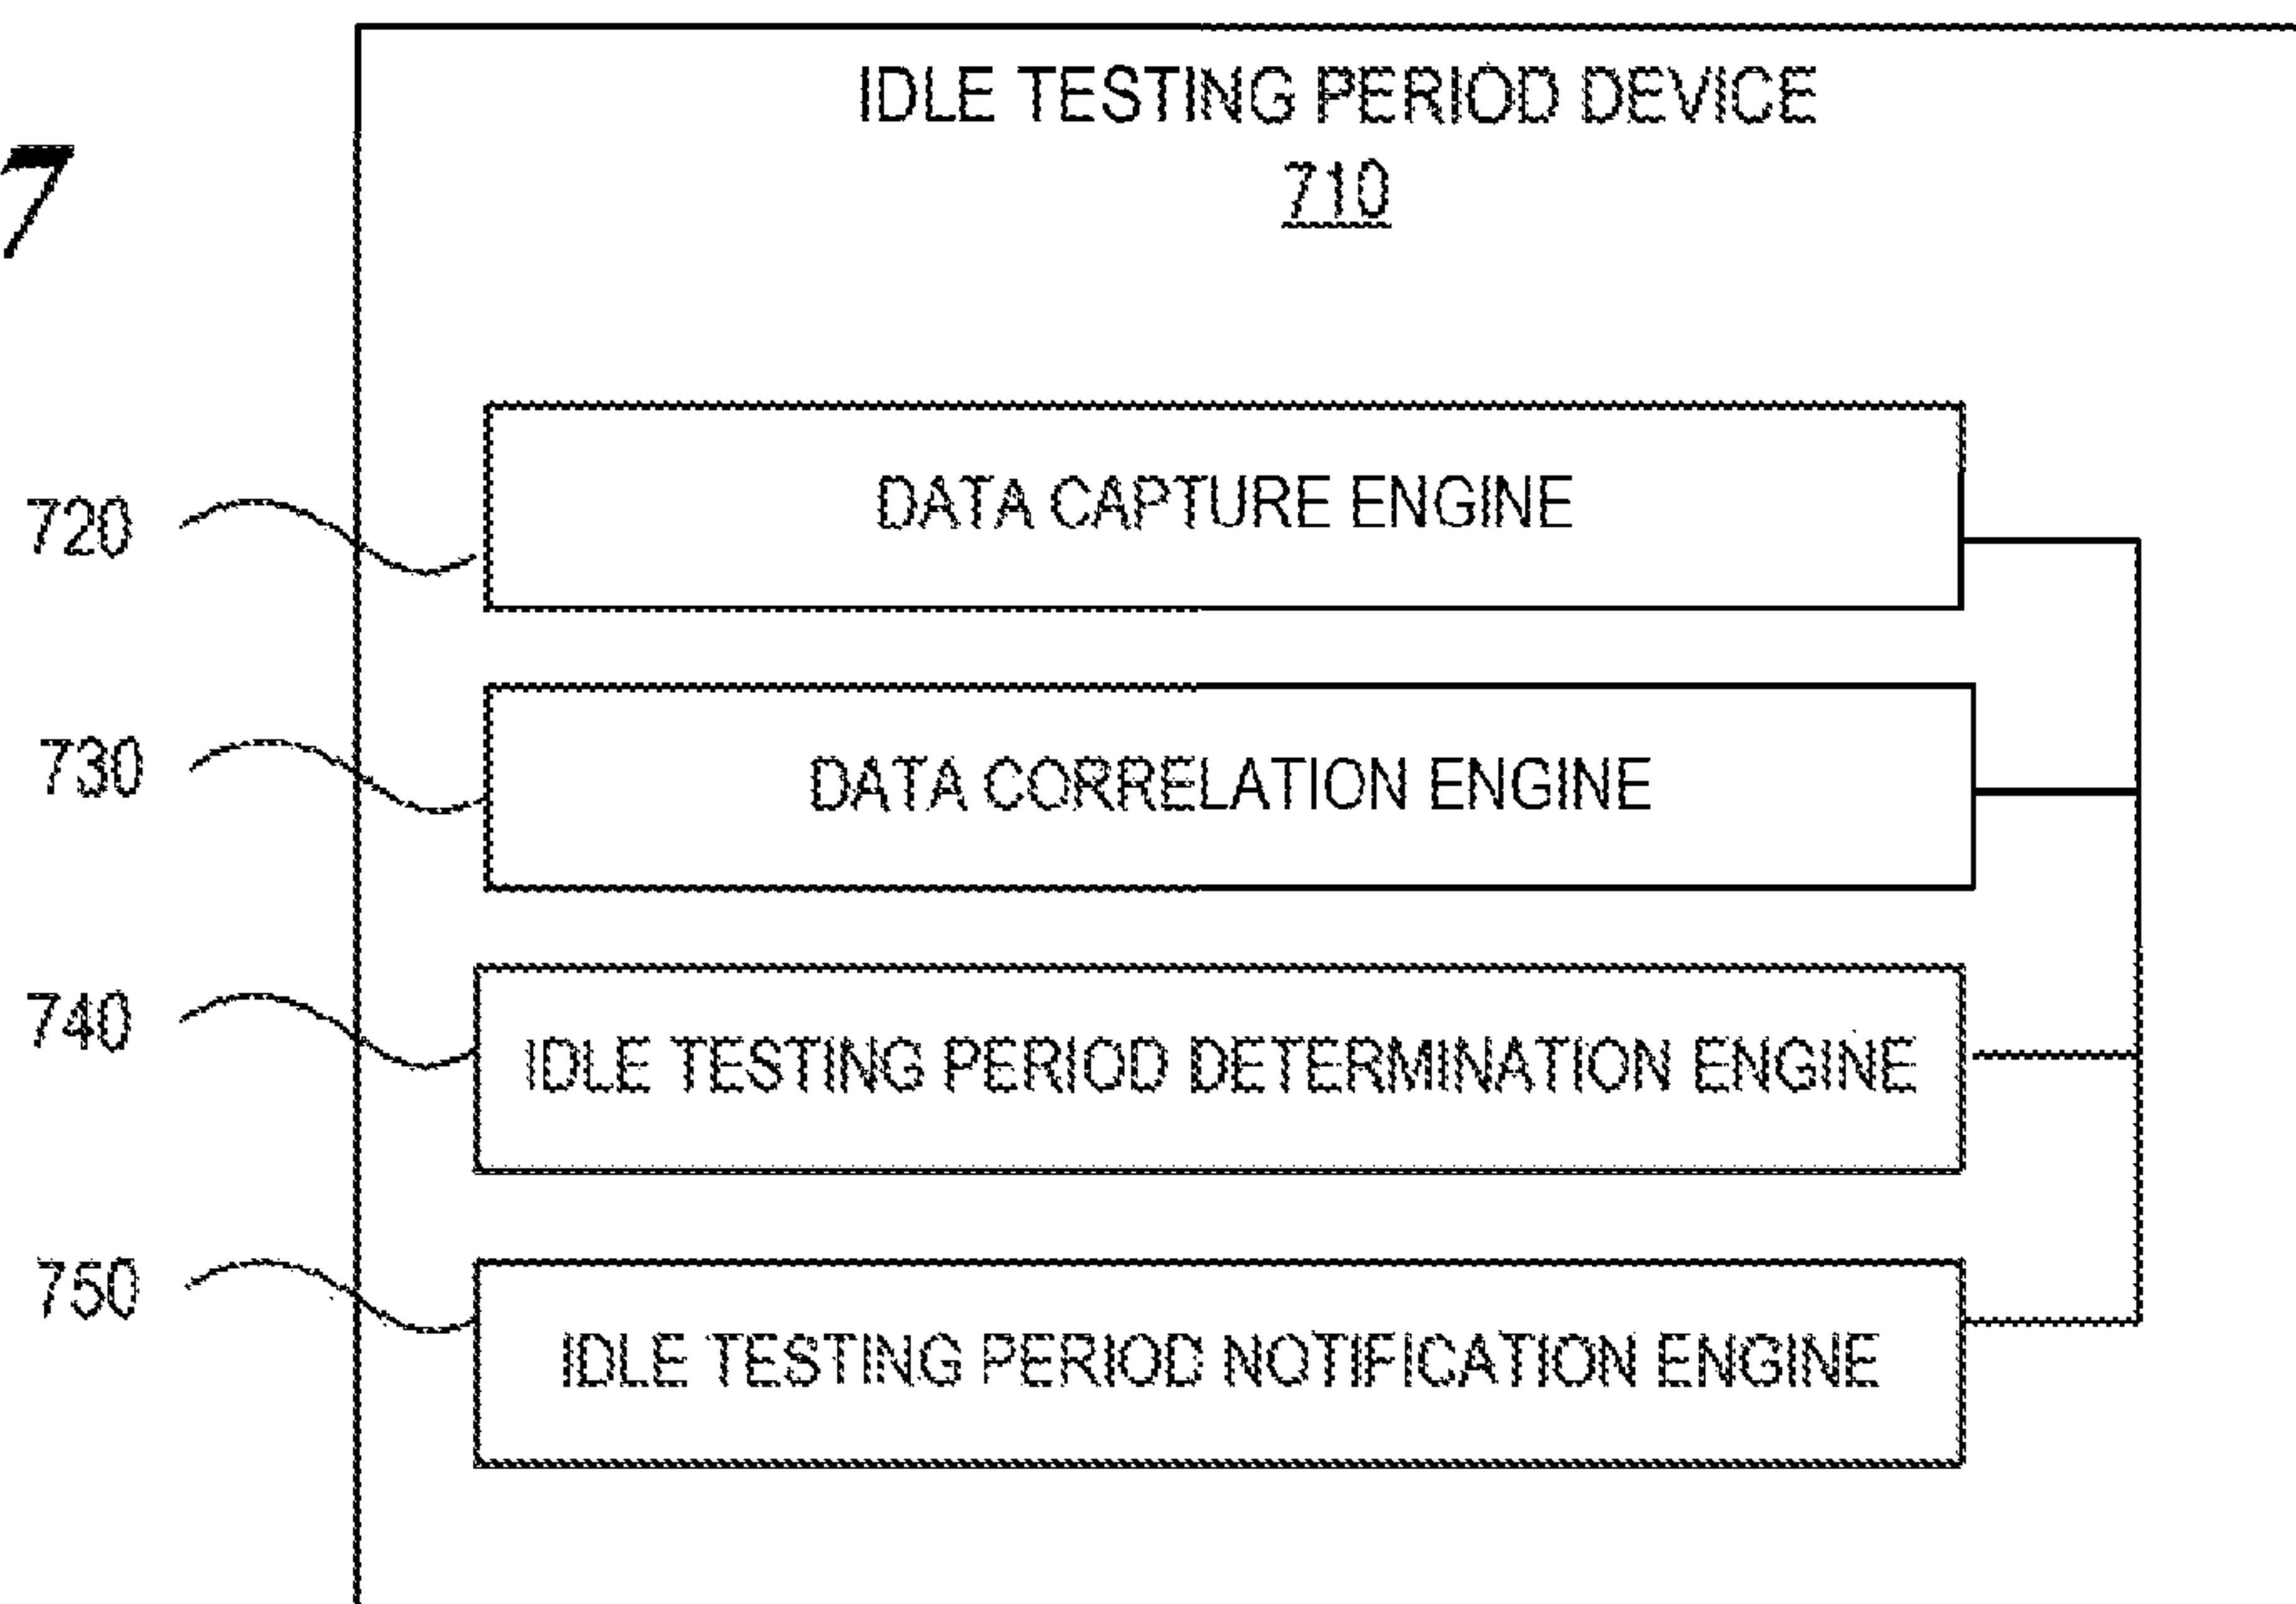 7
IDLE TESTING PERIOD DEVICE
710
720
DATA CAPTURE ENGINE
730
DATA CORRELATION ENGINE
740
IDLE TESTING PERIOD DETERMINATION ENGINE
750
IDLE TESTING PERIOD NOTIFICATION ENGINE